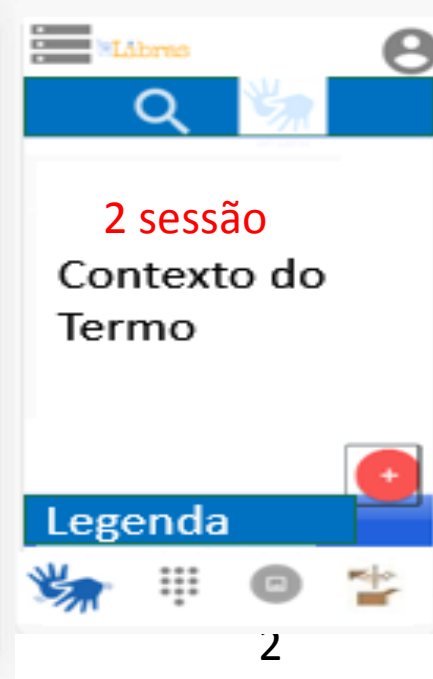 Libras
2 sessão
Contexto do
Termo
+
Legenda
2